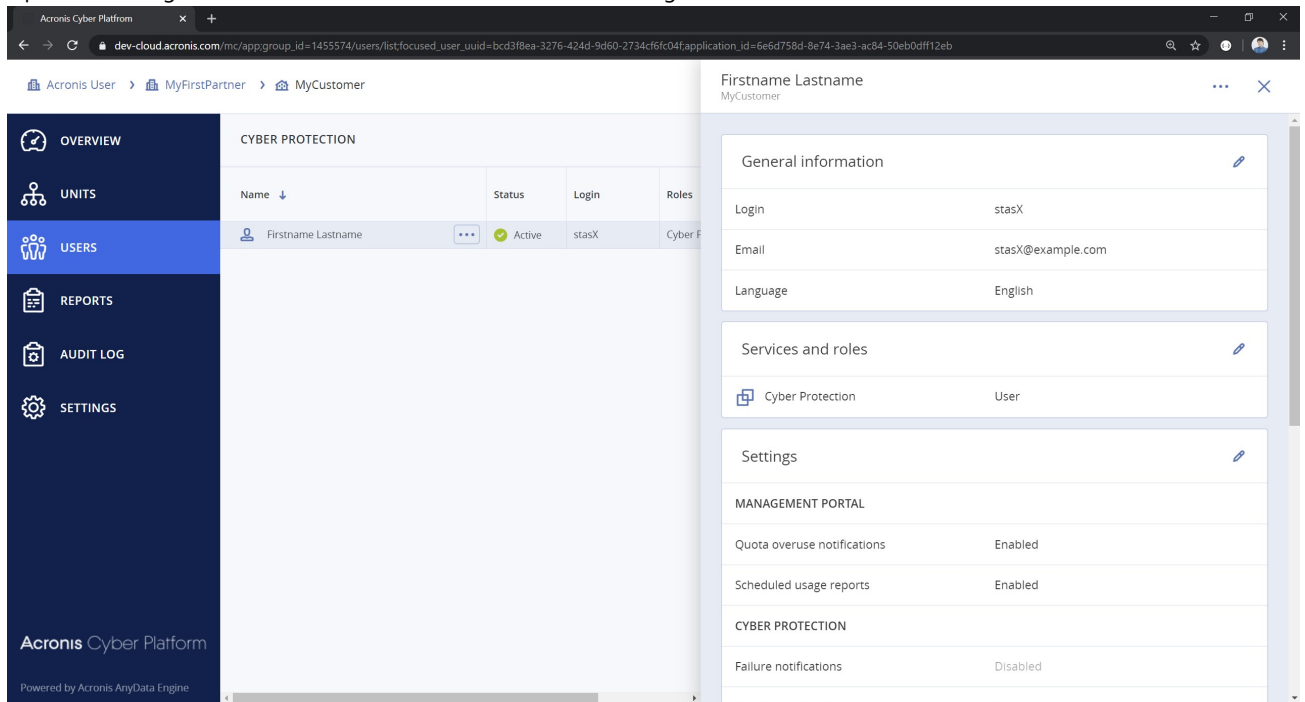 Acronis Cyber Platfrom
dev-cloud.acronis.com/mc/app;group_id=1455574/users/list;focused_user_uuid=bcd3f8ea-3276-424d-9d60-2734cf6fc04f;application_id=6e6d758d-8e74-3ae3-ac84-50eb0dff12eb
Acronis User > MyFirstPartner > MyCustomer
Firstname Lastname
MyCustomer
OVERVIEW
UNITS
USERS
REPORTS
AUDIT LOG
SETTINGS
Acronis Cyber Platform
Powered by Acronis AnyData Engine
CYBER PROTECTION
Name Status Login Roles
Firstname Lastname Active stasX Cyber
General information
Login stasX
Email stasX@example.com
Language English
Services and roles
Cyber Protection User
Settings
MANAGEMENT PORTAL
Quota overuse notifications Enabled
Scheduled usage reports Enabled
CYBER PROTECTION
Failure notifications Disabled